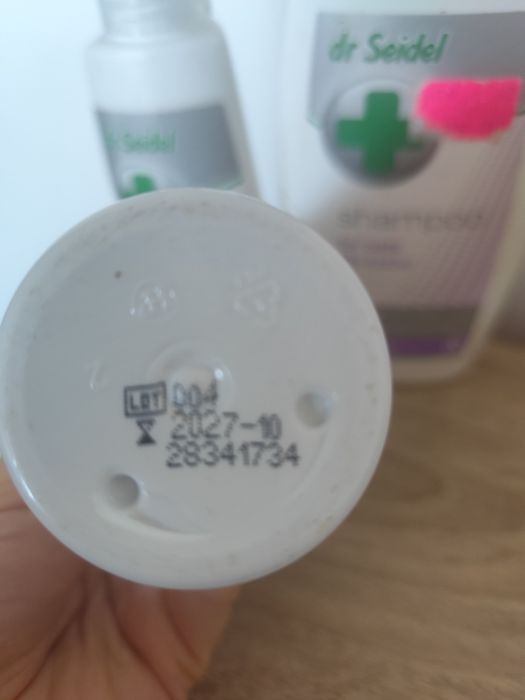 dr Seidel
dr Seidel
shampoo
LOT 004
2027-10
28341734